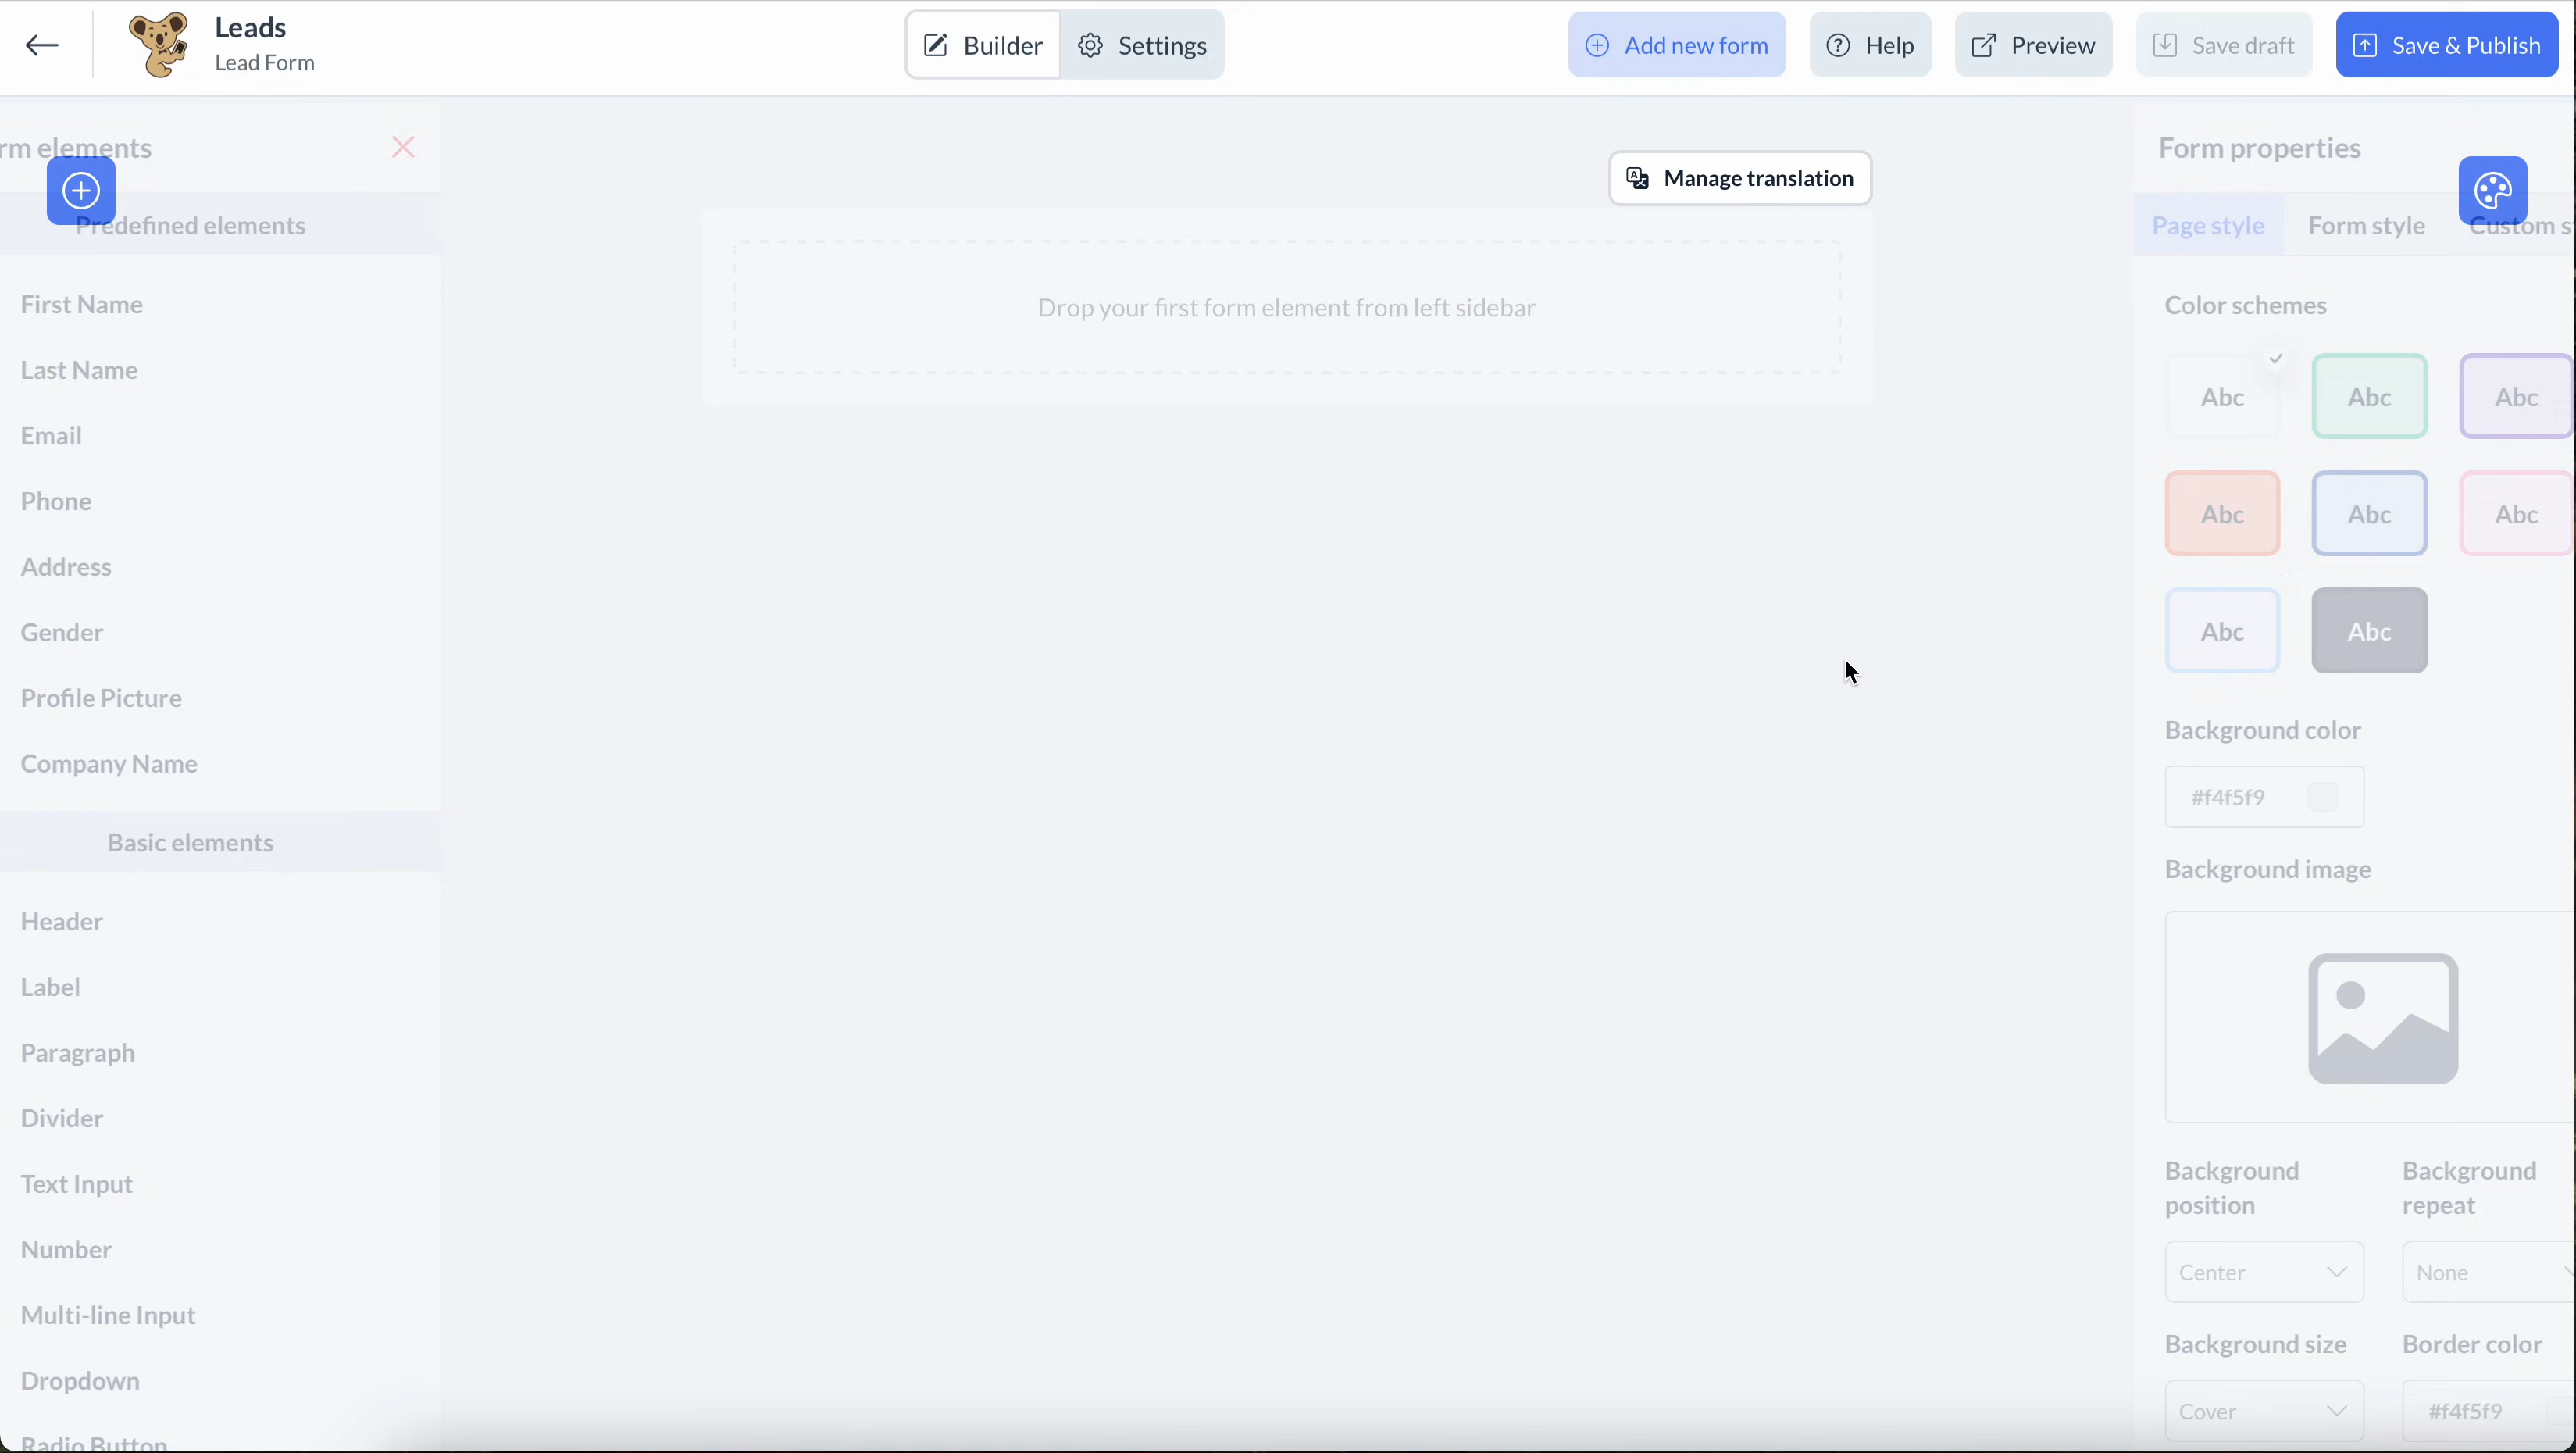 Leads
Lead Form
Builder
Settings
Add new form
Help
Preview
Save draft
Save & Publish
rm elements
Predefined elements
First Name
Last Name
Email
Phone
Address
Gender
Profile Picture
Company Name
Basic elements
Header
Label
Paragraph
Divider
Text Input
Number
Multi-line Input
Dropdown
Radio Button
Manage translation
Drop your first form element from left sidebar
Form properties
Page style
Form style
Custom s
Color schemes
Abc
Abc
Abc
Abc
Abc
Abc
Abc
Abc
Background color
#f4f5f9
Background image
Background
position
Background
repeat
Center
None
Background size
Border color
Cover
#f4f5f9